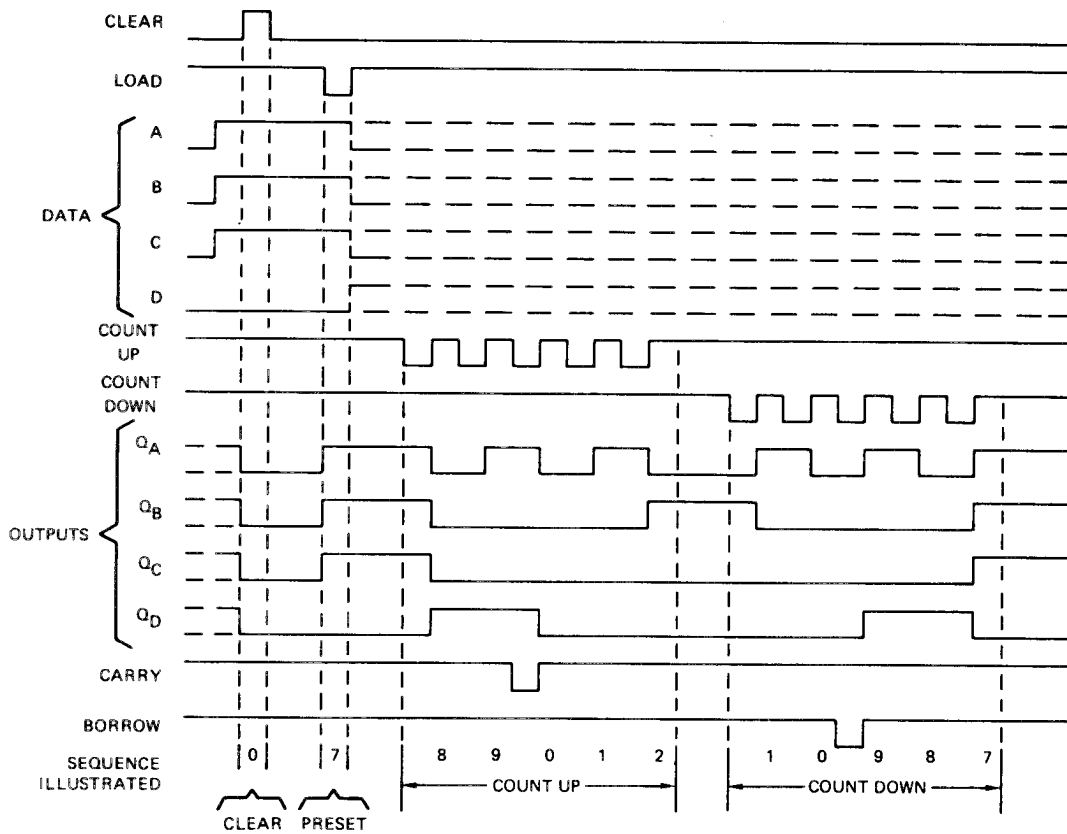 CLEAR
LOAD
A
B
DATA
C
D
COUNT
UP
COUNT
DOWN
QA
QB
OUTPUTS
QC
QD
CARRY
BORROW
SEQUENCE
ILLUSTRATED
0 7 8 9 0 1 2 1 0 9 8 7
COUNT UP COUNT DOWN
CLEAR PRESET